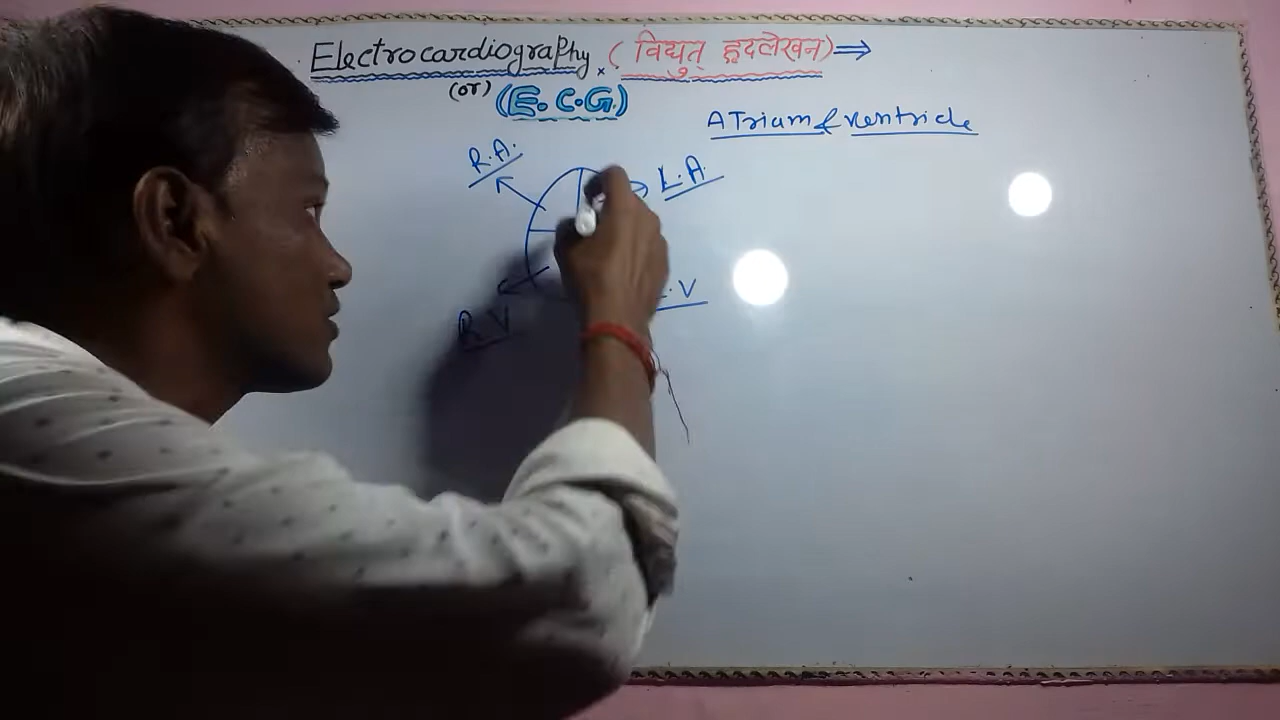 Electrocardiography (विद्युत् हृदलेखन) ⇒
(or) (E.C.G.)
ATrium & Ventricle
R.A.
L.A.
R.V
L.V